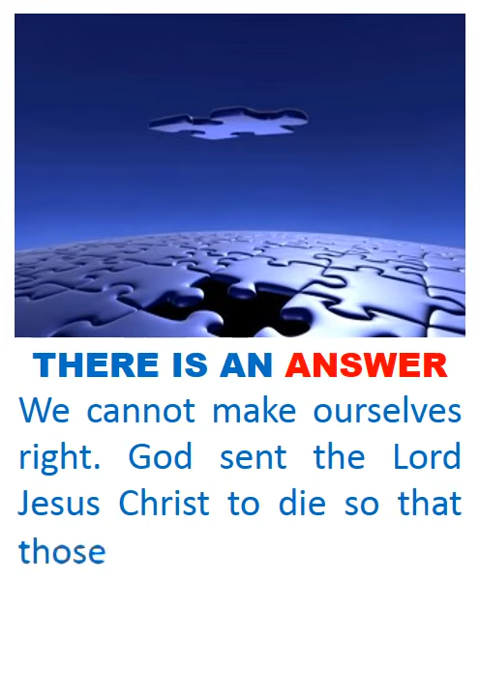 THERE IS AN ANSWER
We cannot make ourselves
right. God sent the Lord
Jesus Christ to die so that
those